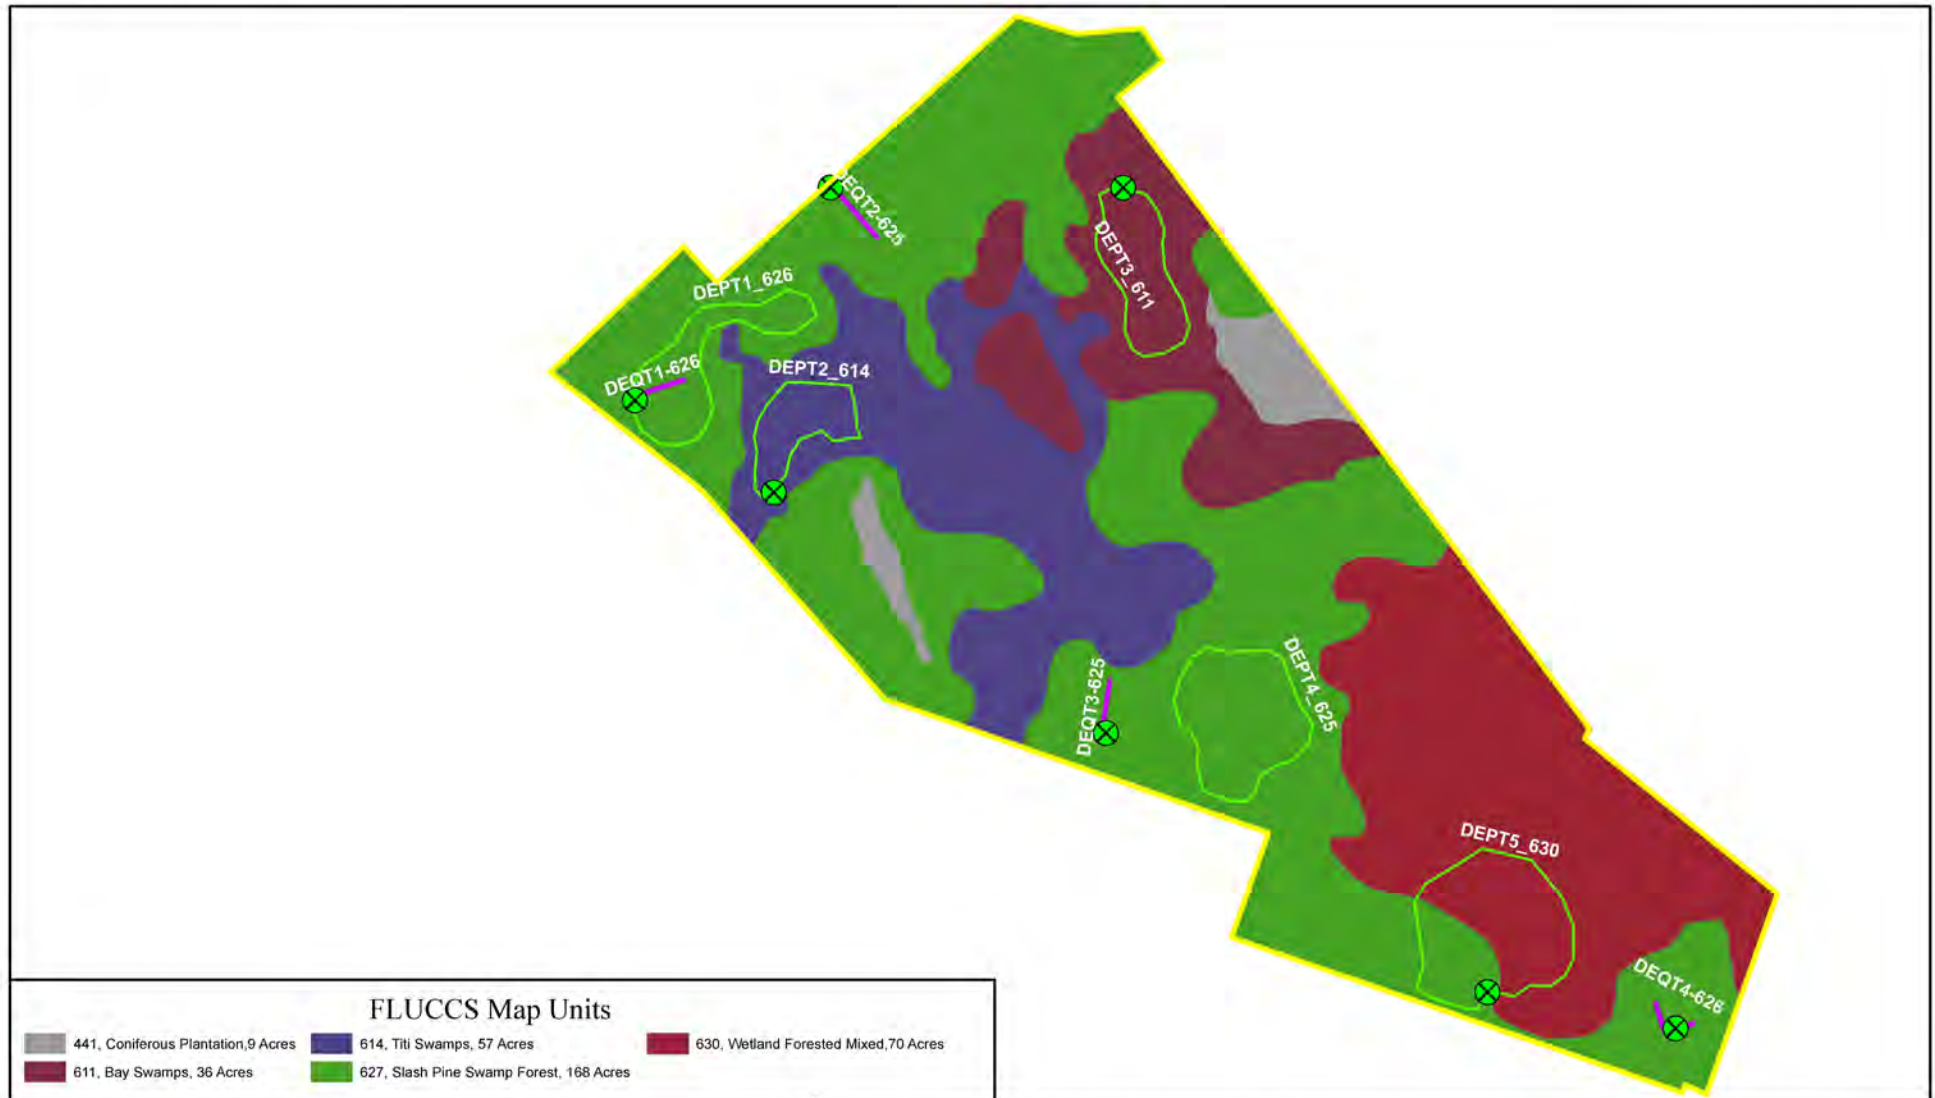 DEQT2-625
DEPT3_611
DEPT1_626
DEQT1-626
DEPT2_614
DEQT3-625
DEPT4_625
DEPT5_630
DEQT4-626
FLUCCS Map Units
441, Coniferous Plantation,9 Acres
614, Titi Swamps, 57 Acres
630, Wetland Forested Mixed,70 Acres
611, Bay Swamps, 36 Acres
627, Slash Pine Swamp Forest, 168 Acres